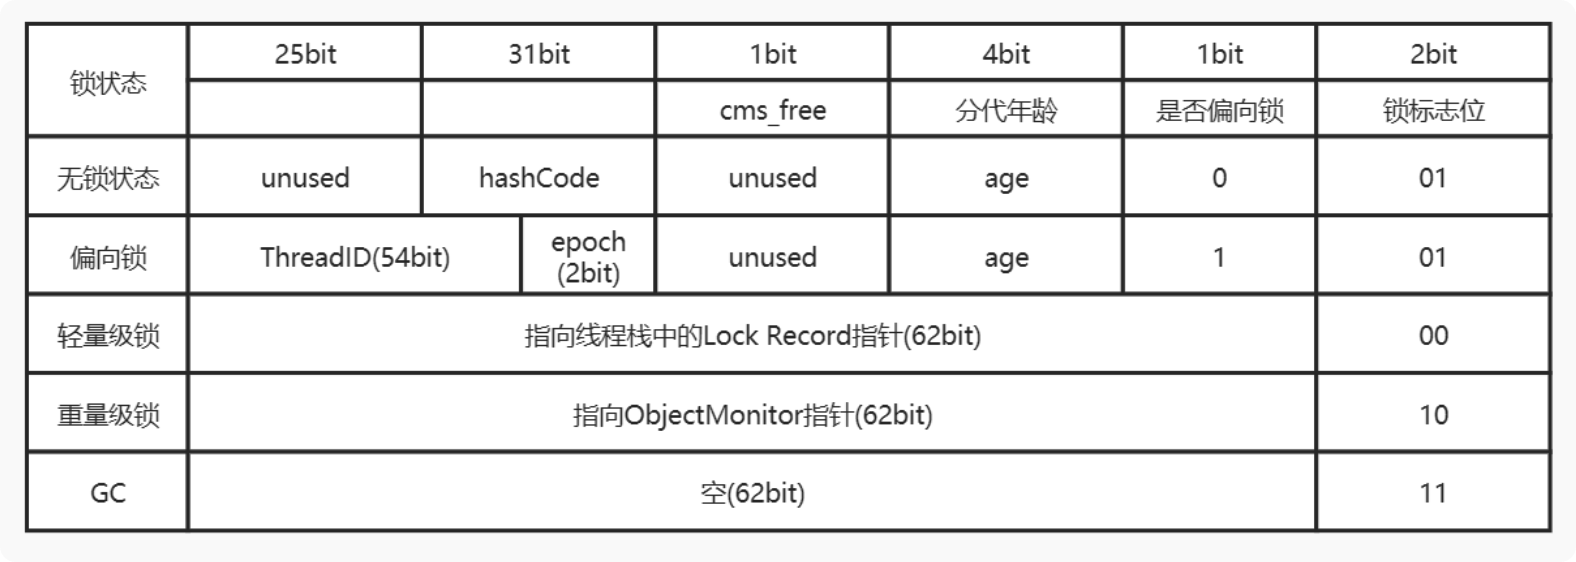 锁状态 25bit 31bit 1bit 4bit 1bit 2bit
cms_free 分代年龄 是否偏向锁 锁标志位
无锁状态 unused hashCode unused age 0 01
偏向锁 ThreadID(54bit) epoch (2bit) unused age 1 01
轻量级锁 指向线程栈中的Lock Record指针(62bit) 00
重量级锁 指向ObjectMonitor指针(62bit) 10
GC 空(62bit) 11